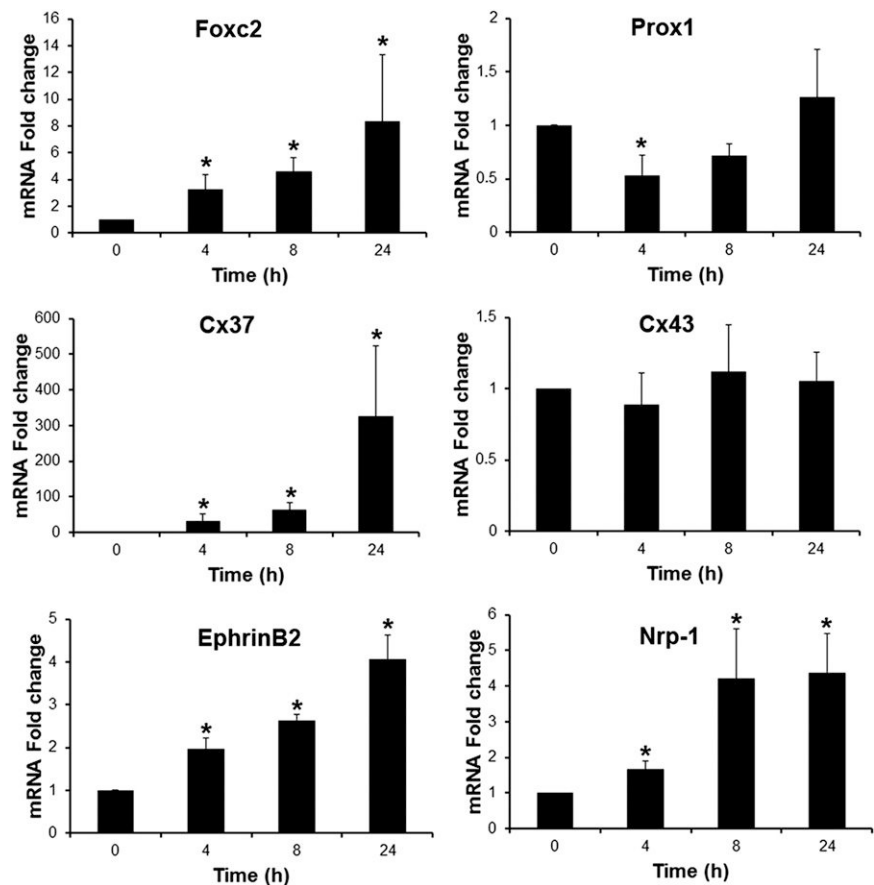 Foxc2
mRNA Fold change
16
14
12
10
8
6
4
2
0
* * *
0 4 8 24
Time (h)
Prox1
mRNA Fold change
2
1.5
1
0.5
0
*
0 4 8 24
Time (h)
Cx37
mRNA Fold change
600
500
400
300
200
100
0
* * *
0 4 8 24
Time (h)
Cx43
mRNA Fold change
1.5
1
0.5
0
0 4 8 24
Time (h)
EphrinB2
mRNA Fold change
5
4
3
2
1
0
* * *
0 4 8 24
Time (h)
Nrp-1
mRNA Fold change
6
5
4
3
2
1
0
* * *
0 4 8 24
Time (h)